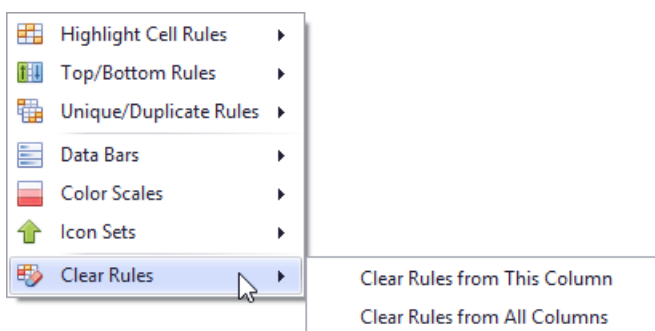 Highlight Cell Rules
Top/Bottom Rules
Unique/Duplicate Rules
Data Bars
Color Scales
Icon Sets
Clear Rules
Clear Rules from This Column
Clear Rules from All Columns